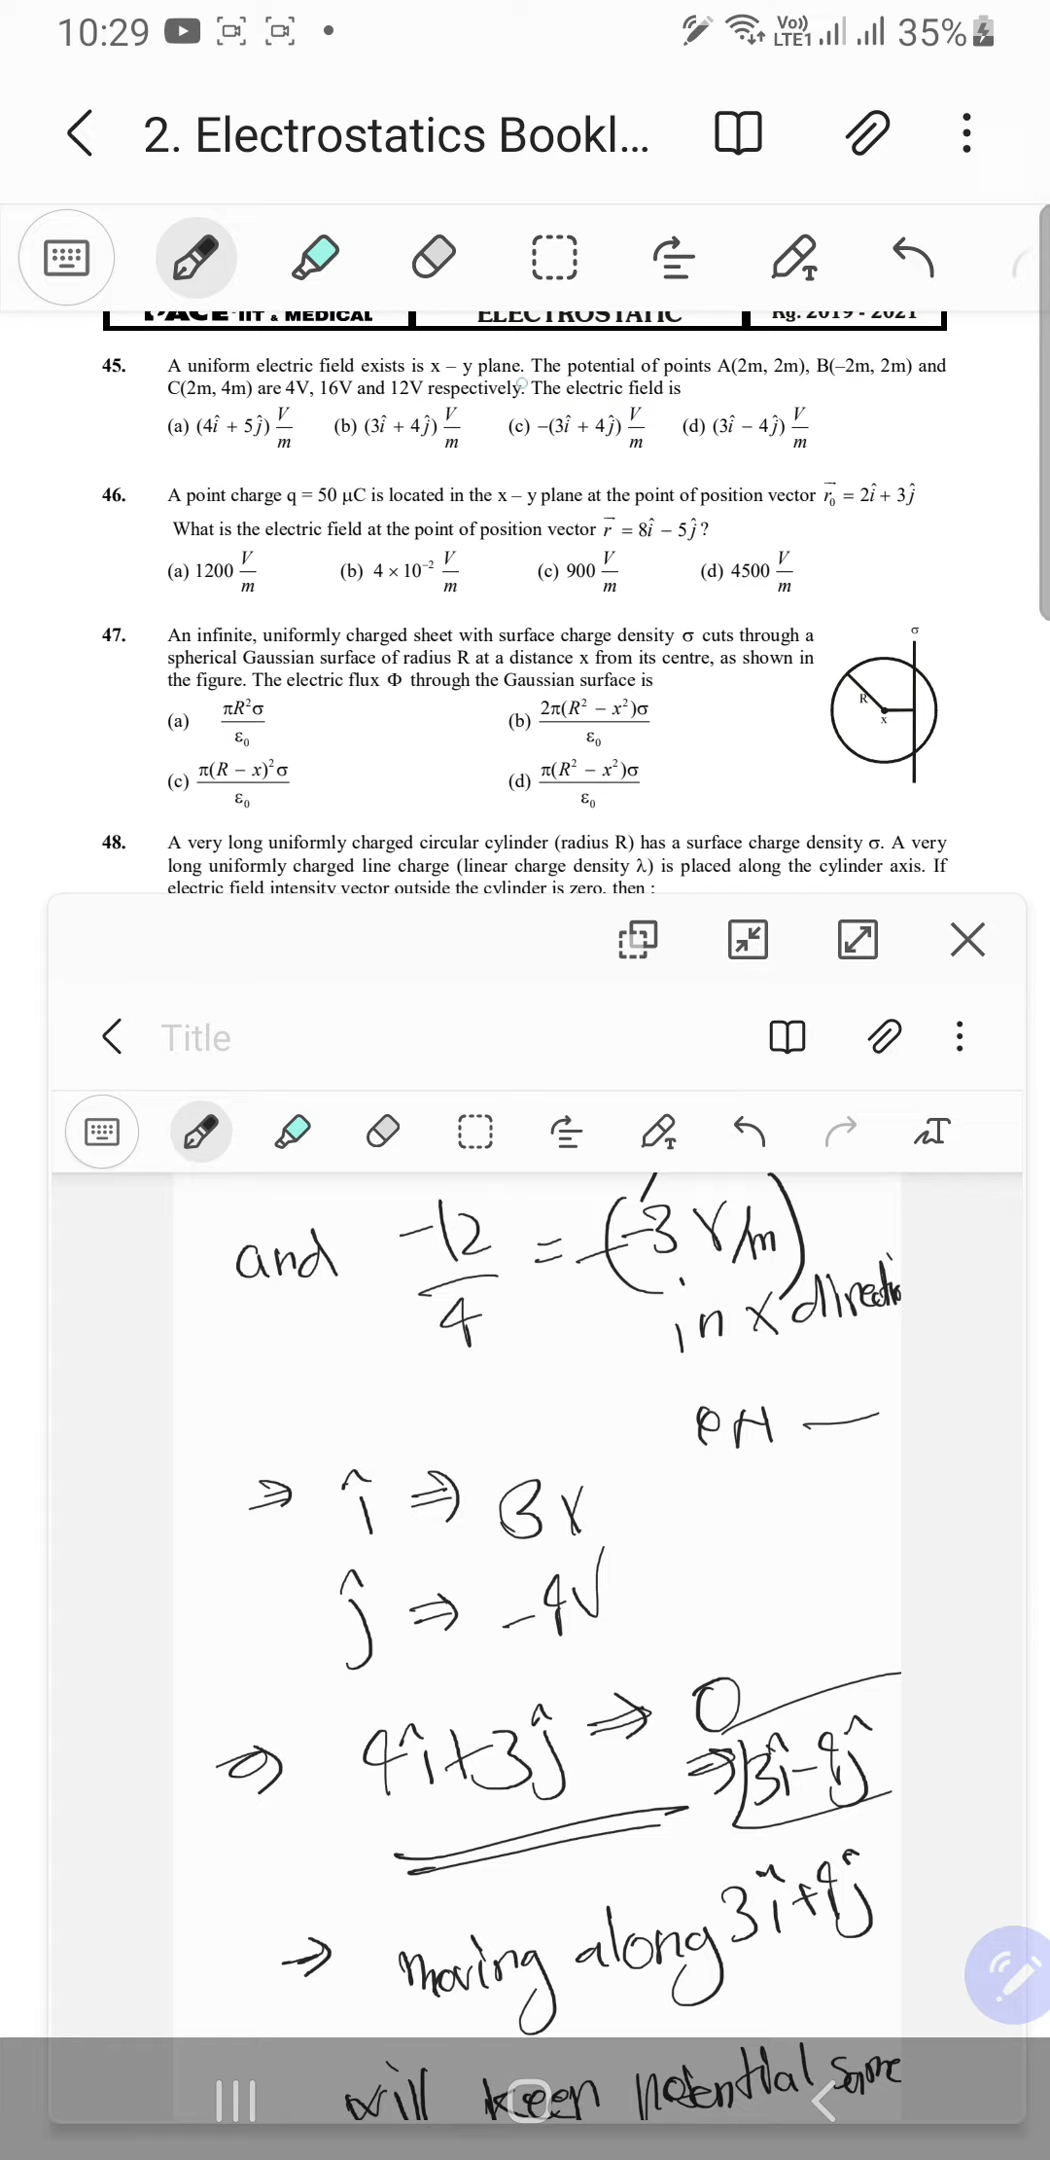 10:29
Vo)) LTE1 35%
2. Electrostatics Bookl...
PACE IIT & MEDICAL ELECTROSTATIC Rg. 2019 - 2021
45. A uniform electric field exists is x – y plane. The potential of points A(2m, 2m), B(–2m, 2m) and
C(2m, 4m) are 4V, 16V and 12V respectively. The electric field is
(a) (4î + 5ĵ) V/m (b) (3î + 4ĵ) V/m (c) –(3î + 4ĵ) V/m (d) (3î – 4ĵ) V/m
46. A point charge q = 50 μC is located in the x – y plane at the point of position vector r₀⃗ = 2î + 3ĵ
What is the electric field at the point of position vector r⃗ = 8î – 5ĵ?
(a) 1200 V/m (b) 4 × 10⁻² V/m (c) 900 V/m (d) 4500 V/m
47. An infinite, uniformly charged sheet with surface charge density σ cuts through a
spherical Gaussian surface of radius R at a distance x from its centre, as shown in
the figure. The electric flux Φ through the Gaussian surface is
(a) πR²σ/ε₀ (b) 2π(R² – x²)σ/ε₀
(c) π(R – x)²σ/ε₀ (d) π(R² – x²)σ/ε₀
σ
R
x
48. A very long uniformly charged circular cylinder (radius R) has a surface charge density σ. A very
long uniformly charged line charge (linear charge density λ) is placed along the cylinder axis. If
electric field intensity vector outside the cylinder is zero, then :
Title
and -12/4 = (-3 V/m)
in x directi
⇒ î ⇒ 3
ĵ ⇒ -4V
⇒ 4î+3ĵ ⇒ 0
⇒ 3î-4ĵ
⇒ moving along 3î+4ĵ
will keep potential same